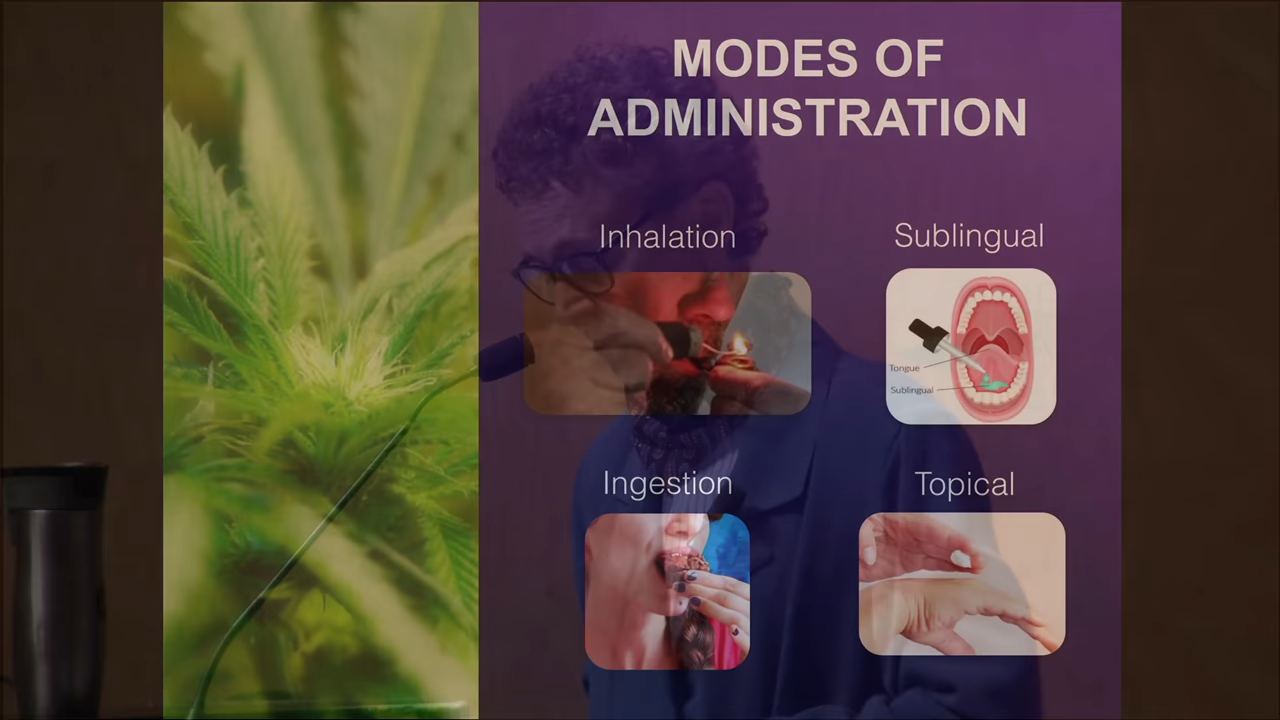 MODES OF
ADMINISTRATION
Inhalation
Sublingual
Tongue
Sublingual
Ingestion
Topical